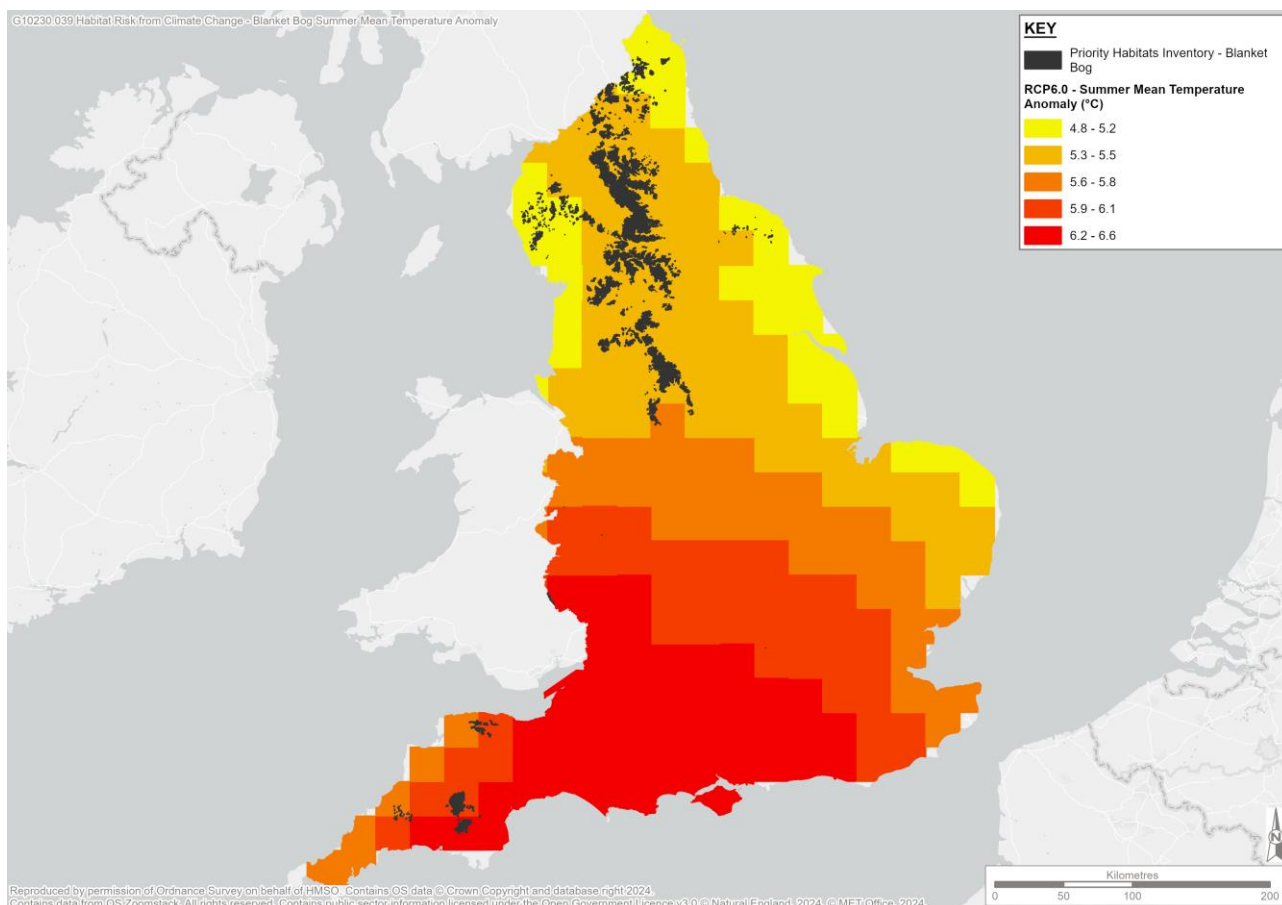 G10230 039 Habitat Risk from Climate Change - Blanket Bog Summer Mean Temperature Anomaly
KEY
Priority Habitats Inventory - Blanket
Bog
RCP6.0 - Summer Mean Temperature
Anomaly (°C)
4.8 - 5.2
5.3 - 5.5
5.6 - 5.8
5.9 - 6.1
6.2 - 6.6
N
Kilometres
0 50 100 200
Reproduced by permission of Ordnance Survey on behalf of HMSO. Contains OS data © Crown Copyright and database right 2024.
Contains data from OS Zoomstack. All rights reserved. Contains public sector information licensed under the Open Government Licence v3.0 © Natural England, 2024, © MET Office, 2024